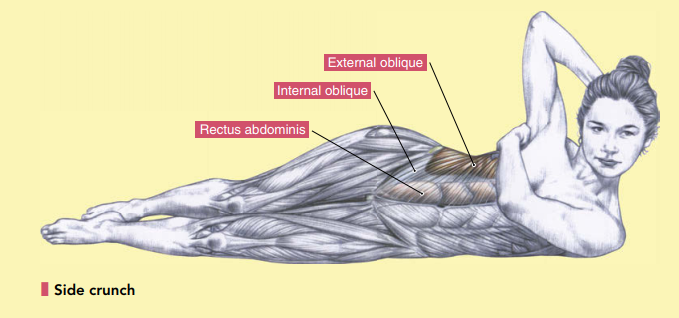 External oblique
Internal oblique
Rectus abdominis
Side crunch